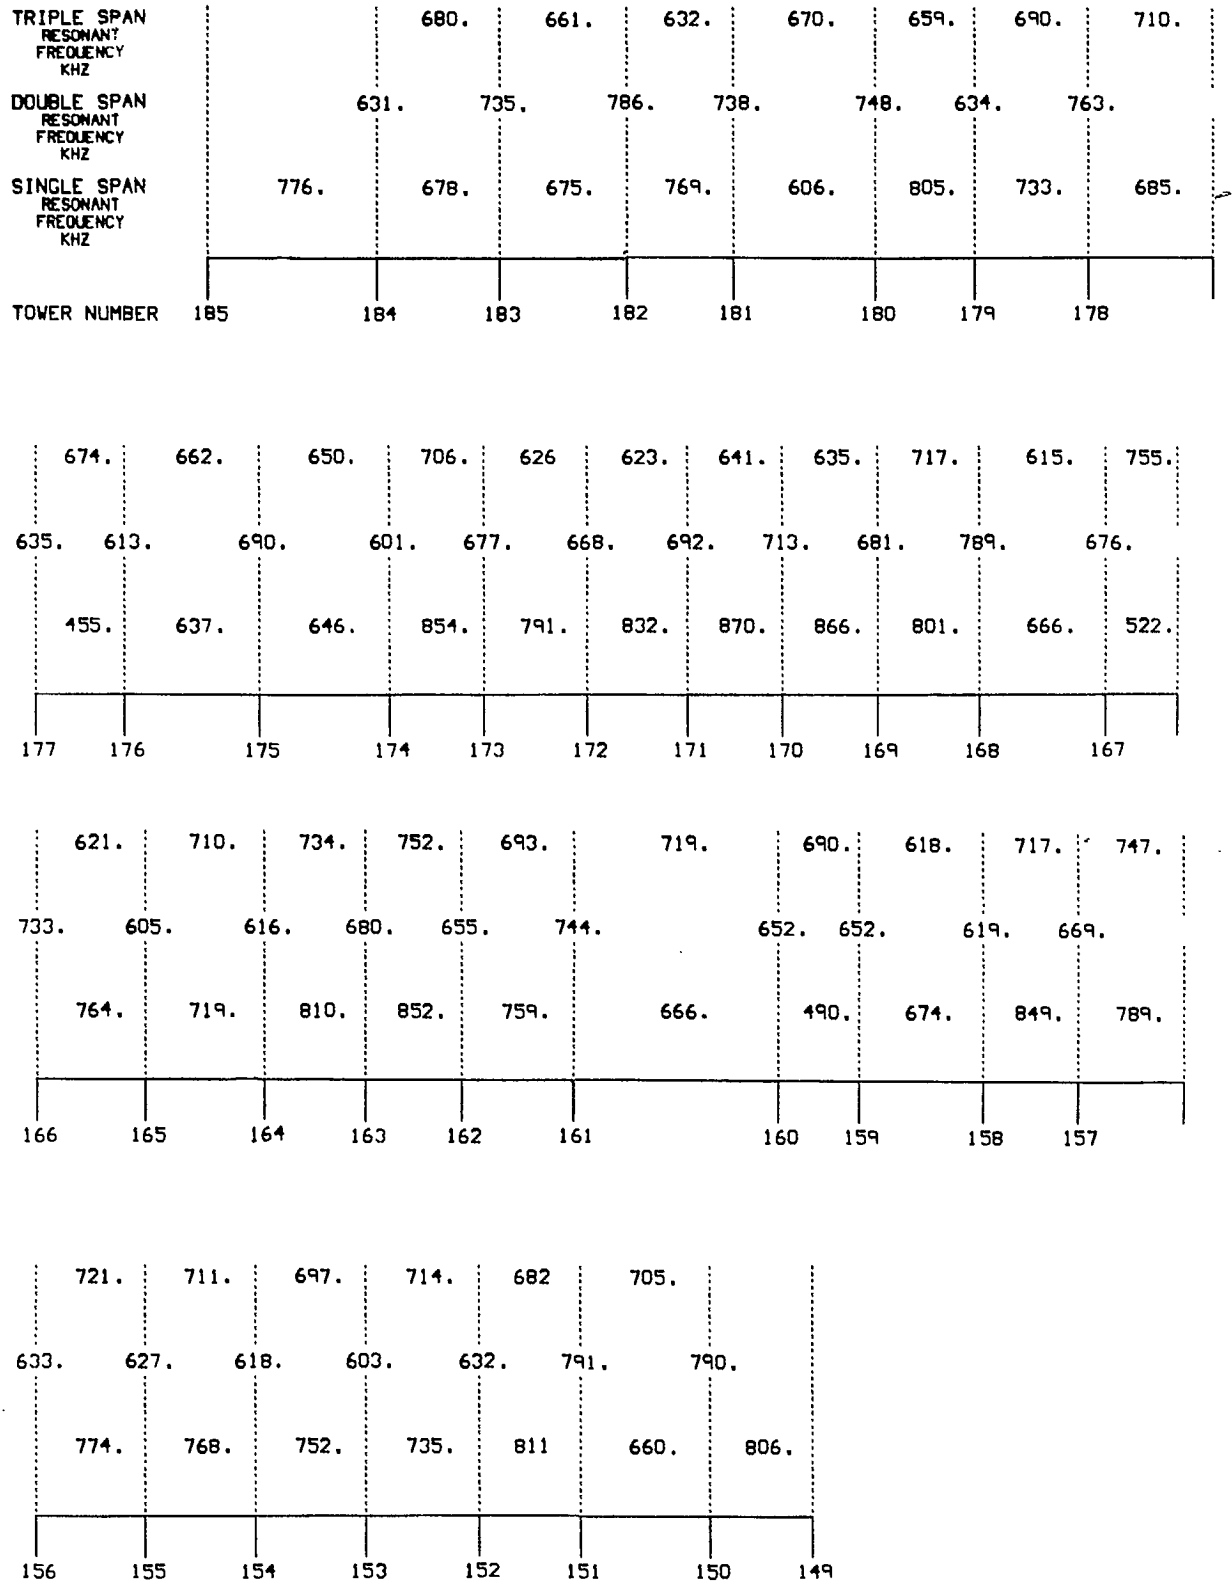 TRIPLE SPAN 680. 661. 632. 670. 659. 690. 710.
RESONANT
FREQUENCY
KHZ
DOUBLE SPAN 631. 735. 786. 738. 748. 634. 763.
RESONANT
FREQUENCY
KHZ
SINGLE SPAN 776. 678. 675. 769. 606. 805. 733. 685.
RESONANT
FREQUENCY
KHZ
TOWER NUMBER 185 184 183 182 181 180 179 178
674. 662. 650. 706. 626 623. 641. 635. 717. 615. 755.
635. 613. 690. 601. 677. 668. 692. 713. 681. 789. 676.
455. 637. 646. 854. 791. 832. 870. 866. 801. 666. 522.
177 176 175 174 173 172 171 170 169 168 167
621. 710. 734. 752. 693. 719. 690. 618. 717. 747.
733. 605. 616. 680. 655. 744. 652. 652. 619. 669.
764. 719. 810. 852. 759. 666. 490. 674. 849. 789.
166 165 164 163 162 161 160 159 158 157
721. 711. 697. 714. 682 705.
633. 627. 618. 603. 632. 791. 790.
774. 768. 752. 735. 811 660. 806.
156 155 154 153 152 151 150 149